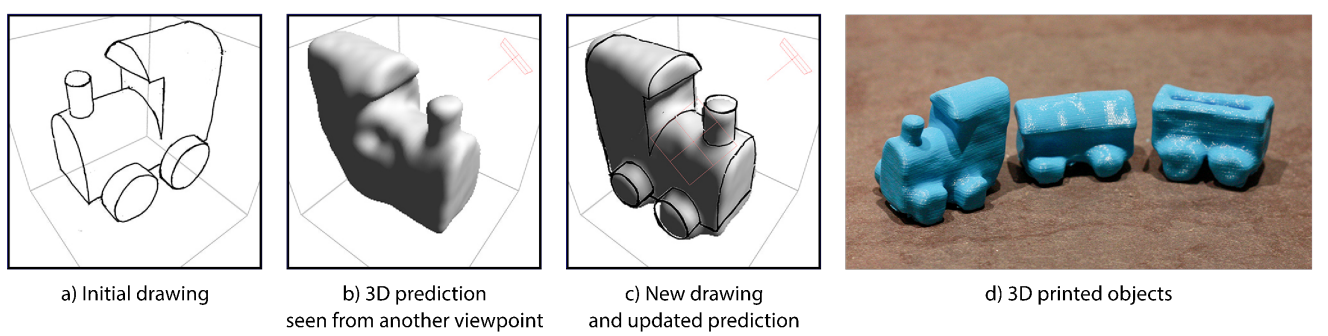 a) Initial drawing
b) 3D prediction
seen from another viewpoint
c) New drawing
and updated prediction
d) 3D printed objects